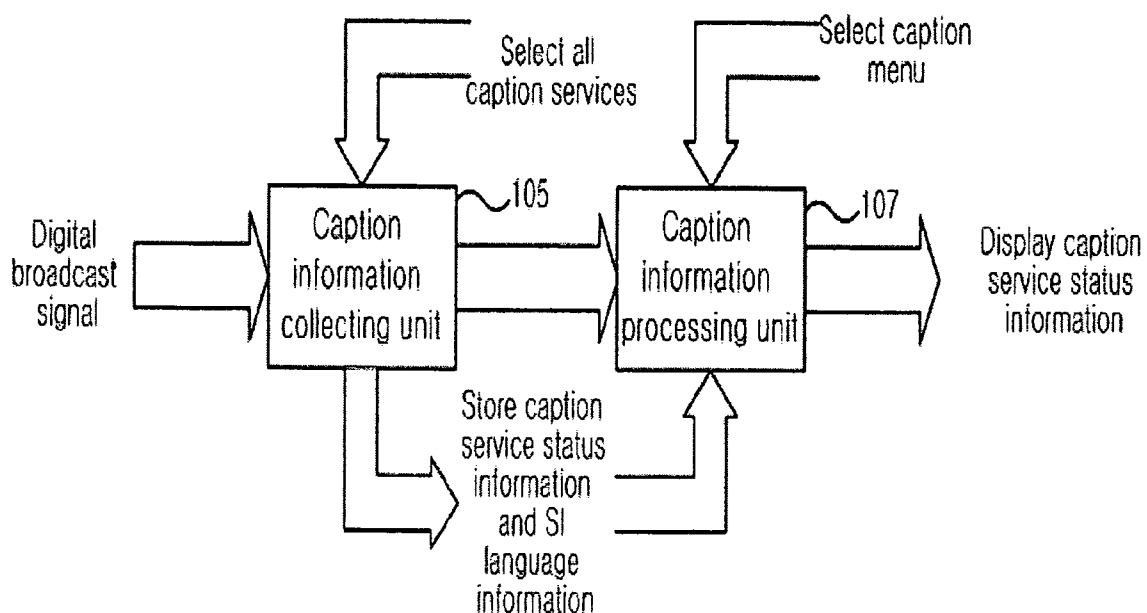 Select all
caption services
Select caption
menu
105
107
Digital
broadcast
signal
Caption
information
collecting unit
Caption
information
processing unit
Display caption
service status
information
Store caption
service status
information
and SI
language
information